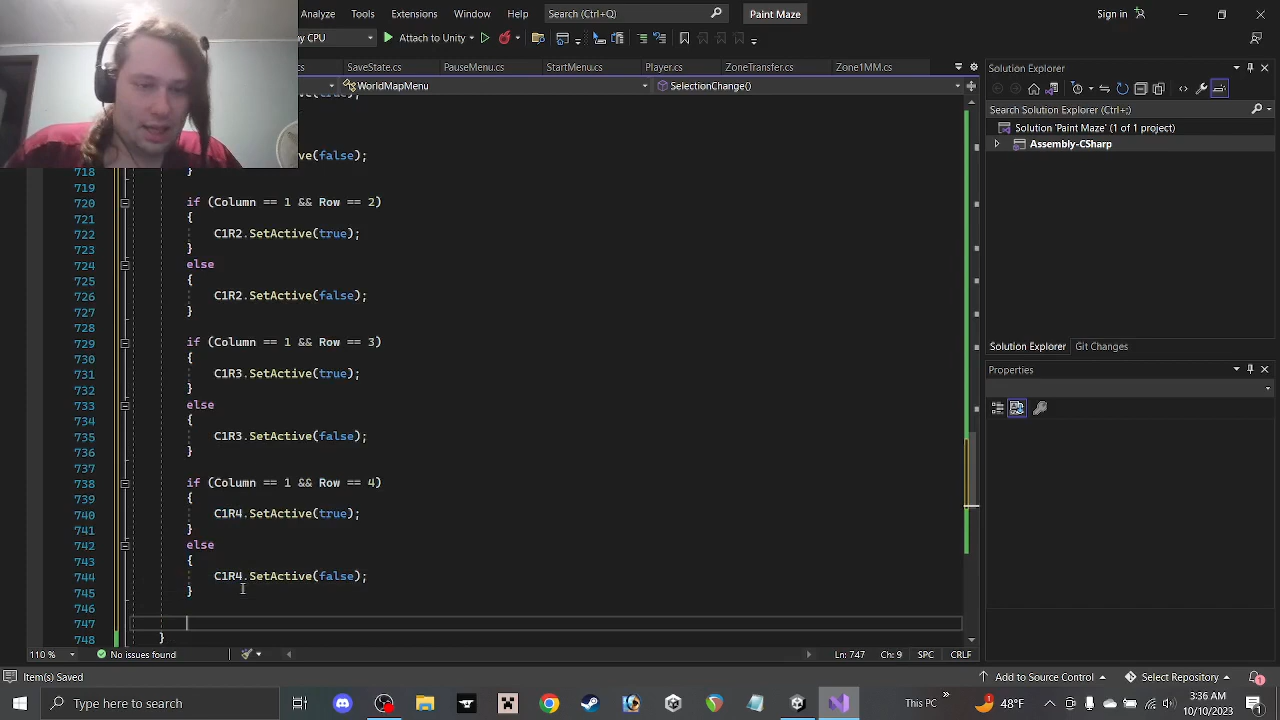 Analyze Tools Extensions Window Help Search (Ctrl+Q) Paint Maze Sign in
CPU Attach to Unity
SaveState.cs PauseMenu.cs StartMenu.cs Player.cs ZoneTransfer.cs Zone1MM.cs
WorldMapMenu SelectionChange()
Solution Explorer
Search Solution Explorer (Ctrl+;)
Solution 'Paint Maze' (1 of 1 project)
Assembly-CSharp
718 }
719
720 if (Column == 1 && Row == 2)
721 {
722 C1R2.SetActive(true);
723 }
724 else
725 {
726 C1R2.SetActive(false);
727 }
728
729 if (Column == 1 && Row == 3)
730 {
731 C1R3.SetActive(true);
732 }
733 else
734 {
735 C1R3.SetActive(false);
736 }
737
738 if (Column == 1 && Row == 4)
739 {
740 C1R4.SetActive(true);
741 }
742 else
743 {
744 C1R4.SetActive(false);
745 }
746
747
748 }
Solution Explorer Git Changes
Properties
110 % No issues found Ln: 747 Ch: 9 SPC CRLF
Item(s) Saved Add to Source Control Select Repository 1
Type here to search This PC 48°F 3:36 AM 10/10/2023